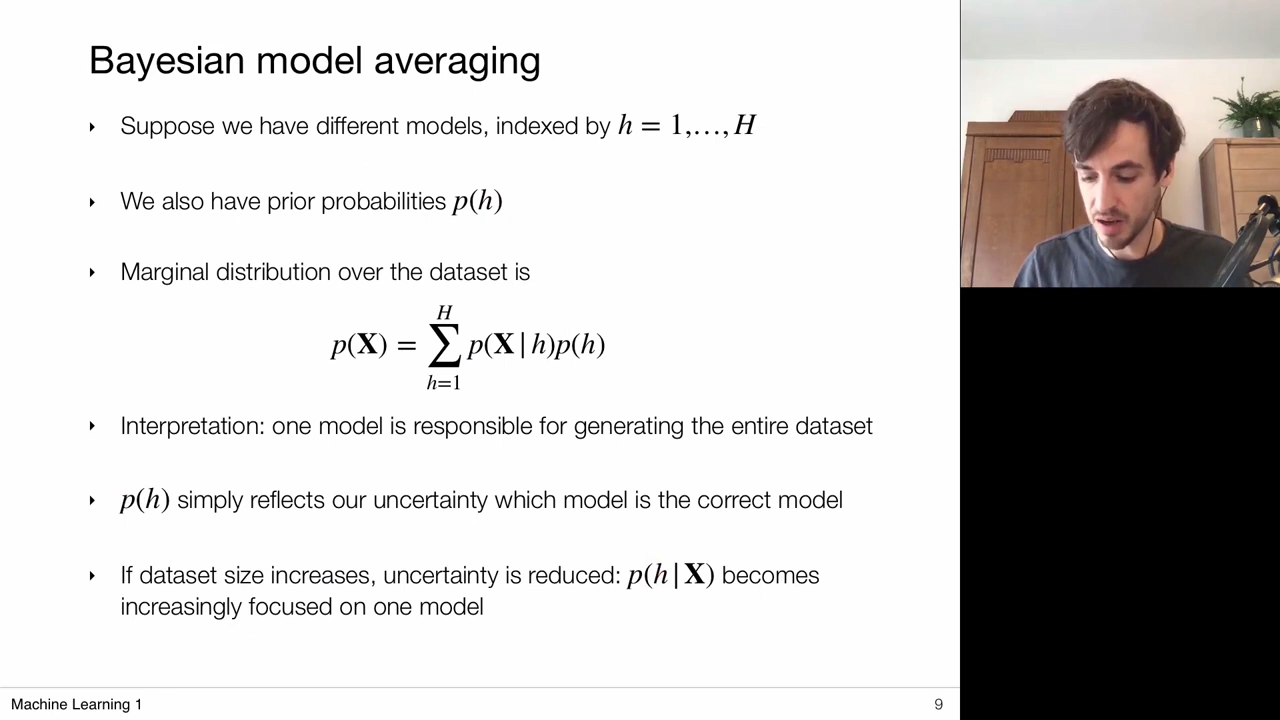 Bayesian model averaging
‣ Suppose we have different models, indexed by h = 1,…, H
‣ We also have prior probabilities p(h)
‣ Marginal distribution over the dataset is
p(X) = ∑_{h=1}^{H} p(X | h)p(h)
‣ Interpretation: one model is responsible for generating the entire dataset
‣ p(h) simply reflects our uncertainty which model is the correct model
‣ If dataset size increases, uncertainty is reduced: p(h | X) becomes
increasingly focused on one model
Machine Learning 1
9